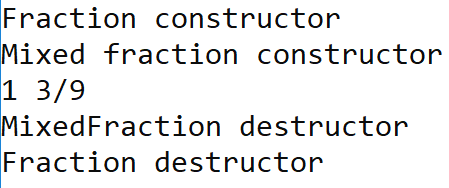 Fraction constructor
Mixed fraction constructor
1 3/9
MixedFraction destructor
Fraction destructor